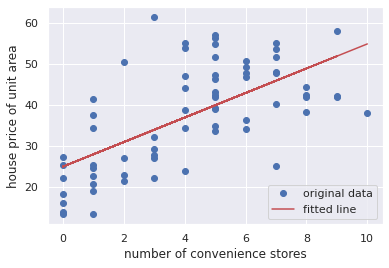 house price of unit area
60
50
40
30
20
original data
fitted line
0 2 4 6 8 10
number of convenience stores